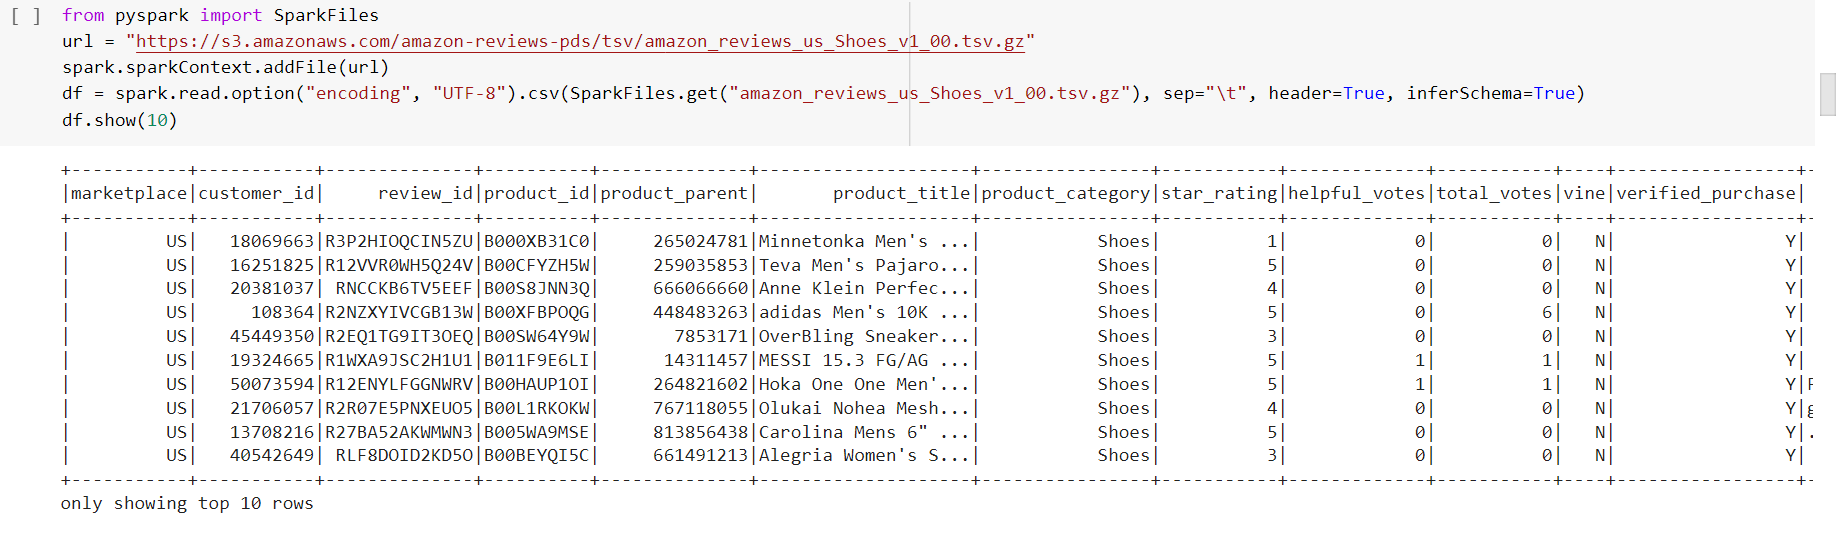 [ ] from pyspark import SparkFiles
url = "https://s3.amazonaws.com/amazon-reviews-pds/tsv/amazon_reviews_us_Shoes_v1_00.tsv.gz"
spark.sparkContext.addFile(url)
df = spark.read.option("encoding", "UTF-8").csv(SparkFiles.get("amazon_reviews_us_Shoes_v1_00.tsv.gz"), sep="\t", header=True, inferSchema=True)
df.show(10)
+-----------+-----------+--------------+----------+--------------+--------------------+----------------+-----------+-------------+-----------+----+-----------------+-
|marketplace|customer_id|     review_id|product_id|product_parent|       product_title|product_category|star_rating|helpful_votes|total_votes|vine|verified_purchase|
+-----------+-----------+--------------+----------+--------------+--------------------+----------------+-----------+-------------+-----------+----+-----------------+-
|         US|   18069663|R3P2HIOQCIN5ZU|B000XB31C0|     265024781|Minnetonka Men's ...|           Shoes|          1|            0|          0|   N|                Y|
|         US|   16251825|R12VVR0WH5Q24V|B00CFYZH5W|     259035853|Teva Men's Pajaro...|           Shoes|          5|            0|          0|   N|                Y|
|         US|   20381037| RNCCKB6TV5EEF|B00S8JNN3Q|     666066660|Anne Klein Perfec...|           Shoes|          4|            0|          0|   N|                Y|
|         US|     108364|R2NZXYIVCGB13W|B00XFBPOQG|     448483263|adidas Men's 10K ...|           Shoes|          5|            0|          6|   N|                Y|
|         US|   45449350|R2EQ1TG9IT3OEQ|B00SW64Y9W|       7853171|OverBling Sneaker...|           Shoes|          3|            0|          0|   N|                Y|
|         US|   19324665|R1WXA9JSC2H1U1|B011F9E6LI|      14311457|MESSI 15.3 FG/AG ...|           Shoes|          5|            1|          1|   N|                Y|
|         US|   50073594|R12ENYLFGGNWRV|B00HAUP1OI|     264821602|Hoka One One Men'...|           Shoes|          5|            1|          1|   N|                Y|
|         US|   21706057|R2R07E5PNXEUO5|B00L1RKOKW|     767118055|Olukai Nohea Mesh...|           Shoes|          4|            0|          0|   N|                Y|g
|         US|   13708216|R27BA52AKWMWN3|B005WA9MSE|     813856438|Carolina Mens 6" ...|           Shoes|          5|            0|          0|   N|                Y|.
|         US|   40542649| RLF8DOID2KD5O|B00BEYQI5C|     661491213|Alegria Women's S...|           Shoes|          3|            0|          0|   N|                Y|
+-----------+-----------+--------------+----------+--------------+--------------------+----------------+-----------+-------------+-----------+----+-----------------+-
only showing top 10 rows